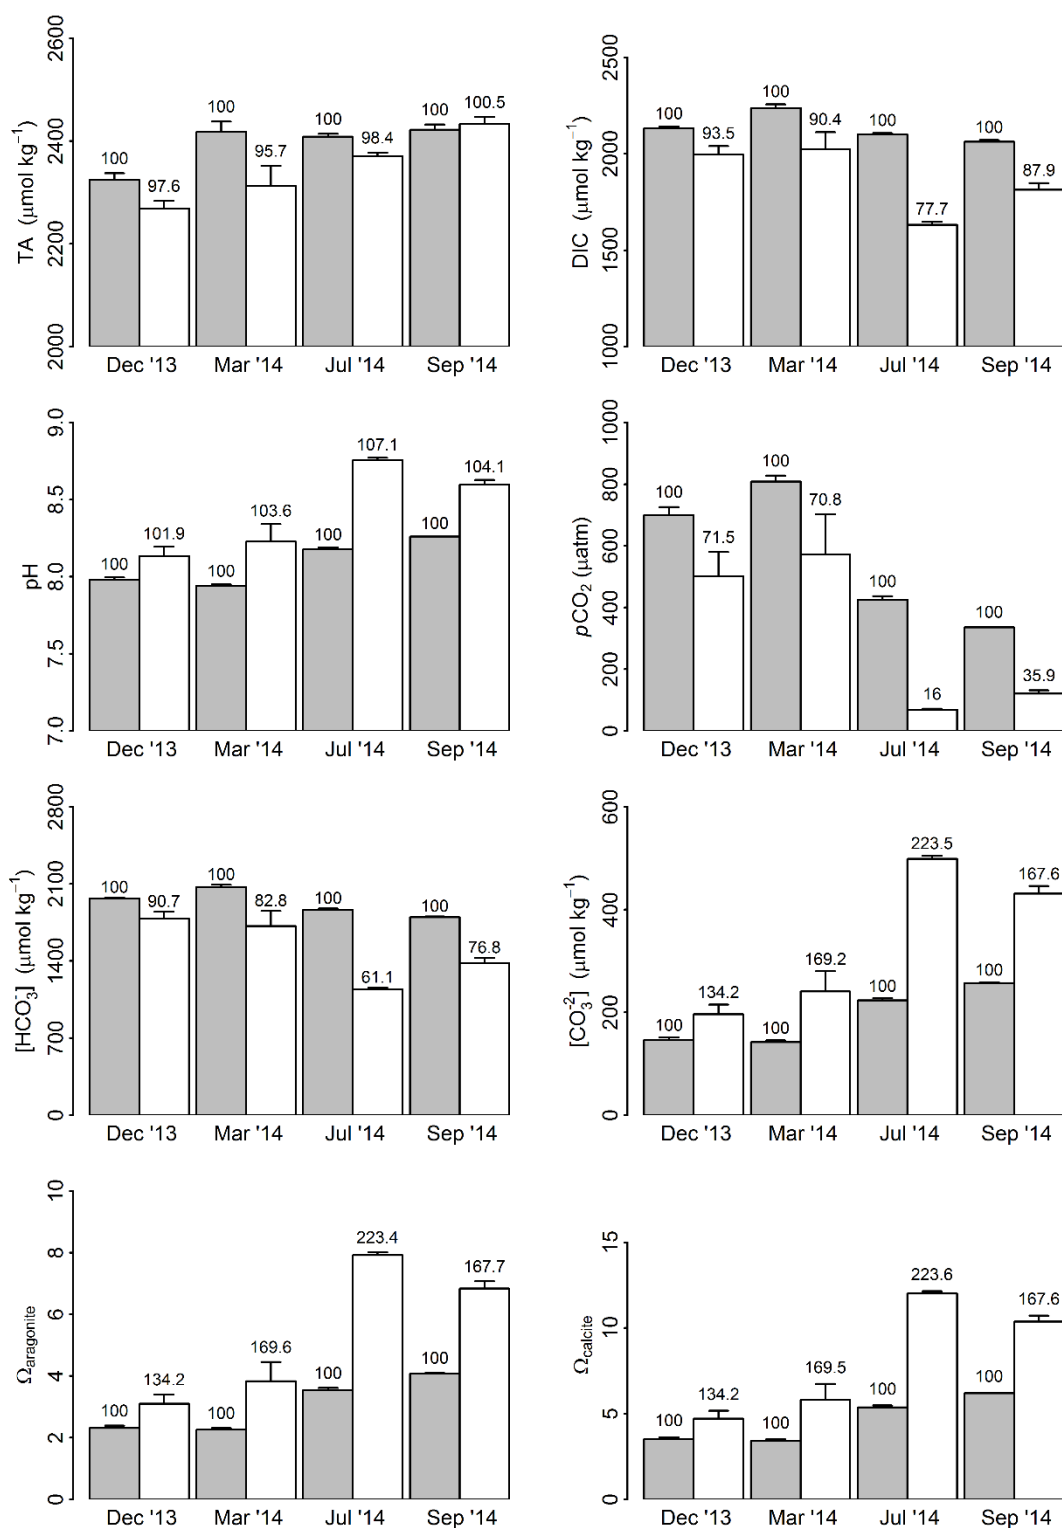 TA (μmol kg⁻¹)
2000 2200 2400 2600
100 97.6 100 95.7 100 98.4 100 100.5
Dec '13 Mar '14 Jul '14 Sep '14
DIC (μmol kg⁻¹)
1000 1500 2000 2500
100 93.5 100 90.4 100 77.7 100 87.9
Dec '13 Mar '14 Jul '14 Sep '14
pH
7.0 7.5 8.0 8.5 9.0
100 101.9 100 103.6 100 107.1 100 104.1
Dec '13 Mar '14 Jul '14 Sep '14
pCO₂ (μatm)
0 200 400 600 800 1000
100 71.5 100 70.8 100 16 100 35.9
Dec '13 Mar '14 Jul '14 Sep '14
[HCO₃⁻] (μmol kg⁻¹)
0 700 1400 2100 2800
100 90.7 100 82.8 100 61.1 100 76.8
Dec '13 Mar '14 Jul '14 Sep '14
[CO₃⁻²] (μmol kg⁻¹)
0 200 400 600
100 134.2 100 169.2 100 223.5 100 167.6
Dec '13 Mar '14 Jul '14 Sep '14
Ωaragonite
0 2 4 6 8 10
100 134.2 100 169.6 100 223.4 100 167.7
Dec '13 Mar '14 Jul '14 Sep '14
Ωcalcite
0 5 10 15
100 134.2 100 169.5 100 223.6 100 167.6
Dec '13 Mar '14 Jul '14 Sep '14